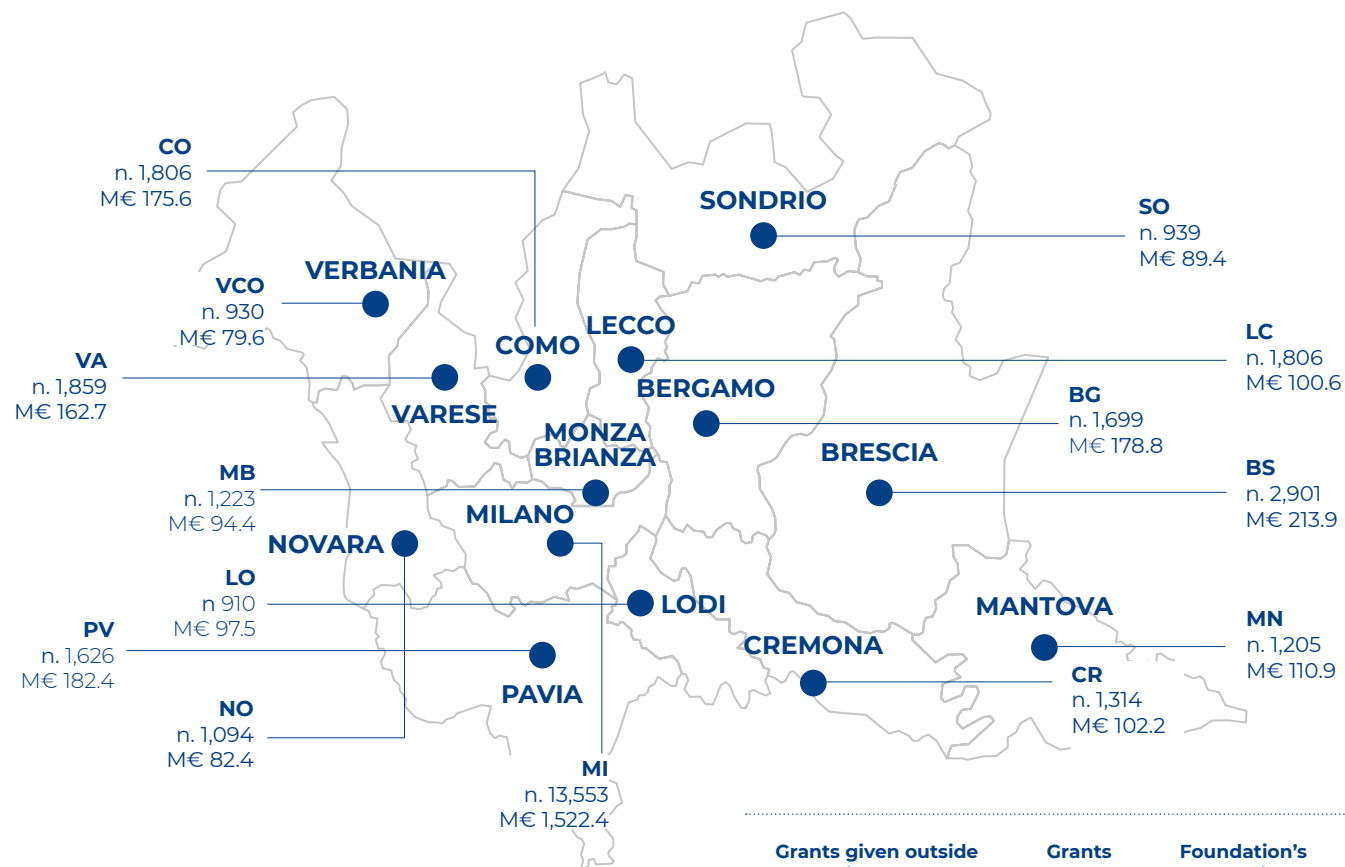 CO
n. 1,806
M€ 175.6
SONDRIO
SO
n. 939
M€ 89.4
VERBANIA
VCO
n. 930
M€ 79.6
LECCO
COMO
LC
n. 1,806
M€ 100.6
VA
n. 1,859
M€ 162.7
BERGAMO
BG
n. 1,699
M€ 178.8
VARESE
MONZA
BRIANZA
BRESCIA
MB
n. 1,223
M€ 94.4
BS
n. 2,901
M€ 213.9
MILANO
NOVARA
LO
n 910
M€ 97.5
LODI
MANTOVA
PV
n. 1,626
M€ 182.4
MN
n. 1,205
M€ 110.9
CREMONA
CR
n. 1,314
M€ 102.2
PAVIA
NO
n. 1,094
M€ 82.4
MI
n. 13,553
M€ 1,522.4
Grants given outside Grants Foundation's